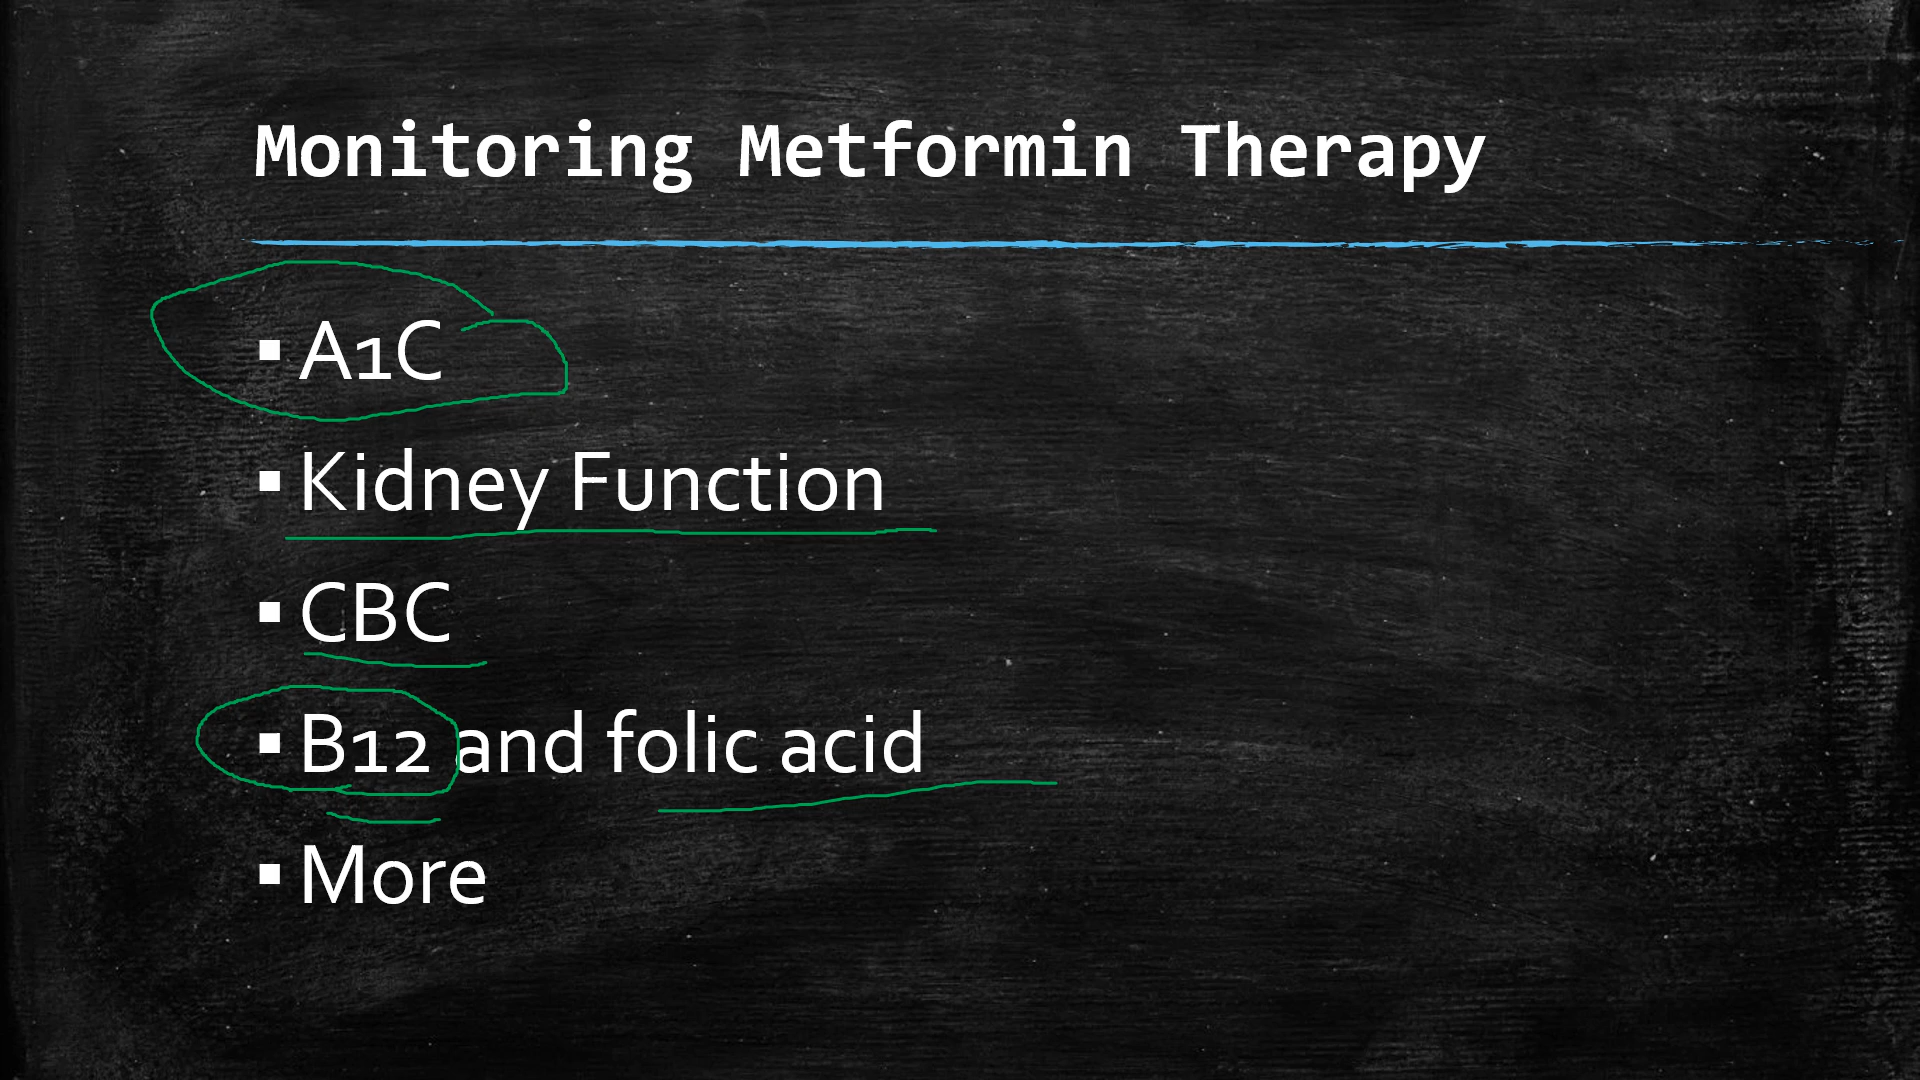 Monitoring Metformin Therapy
▪ A1C
▪ Kidney Function
▪ CBC
▪ B12 and folic acid
▪ More